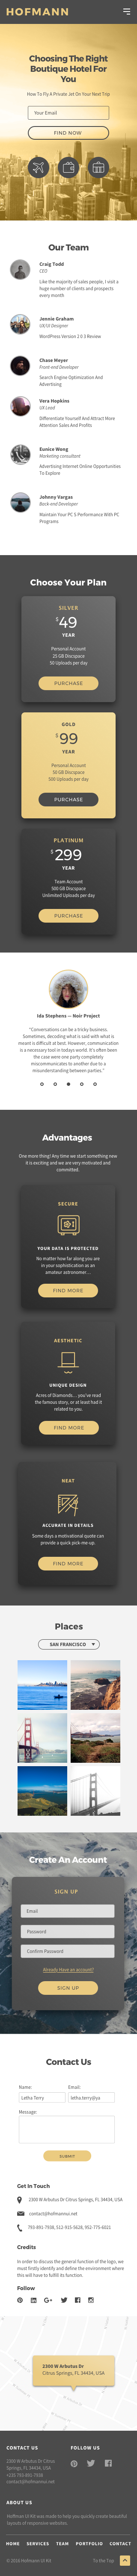 HOFMANN
Choosing The Right
Boutique Hotel For
You
How To Fly A Private Jet On Your Next Trip
Your Email
FIND NOW
Our Team
Craig Todd
CEO
Like the majority of sales people, I visit a
huge number of clients and prospects
every month
Jennie Graham
UX/UI Designer
WordPress Version 2 0 3 Review
Chase Meyer
Front-end Developer
Search Engine Optimization And
Advertising
Vera Hopkins
UX-Lead
Differentiate Yourself And Attract More
Attention Sales And Profits
Eunice Wong
Marketing consultant
Advertising Internet Online Opportunities
To Explore
Johnny Vargas
Back-end Developer
Maintain Your PC S Performance With PC
Programs
Choose Your Plan
SILVER
$49
YEAR
Personal Account
25 GB Discspace
50 Uploads per day
PURCHASE
GOLD
$99
YEAR
Personal Account
50 GB Discspace
500 Uploads per day
PURCHASE
PLATINUM
$299
YEAR
Team Account
500 GB Discspace
Unlimited Uploads per day
PURCHASE
Ida Stephens — Noir Project
"Conversations can be a tricky business.
Sometimes, decoding what is said with what is
meant is difficult at best. However, communication
is a necessary tool in today's world. It's often been
the case were one party completely
miscommunicates to another due to a
misunderstanding between parties."
Advantages
One more thing! Any time we start something new
it is exciting and we are very motivated and
committed.
SECURE
YOUR DATA IS PROTECTED
No matter how far along you are
in your sophistication as an
amateur astronomer…
FIND MORE
AESTHETIC
UNIQUE DESIGN
Acres of Diamonds… you've read
the famous story, or at least had it
related to you.
FIND MORE
NEAT
ACCURATE IN DETAILS
Some days a motivational quote can
provide a quick pick-me-up.
FIND MORE
Places
SAN FRANCISCO
Create An Account
SIGN UP
Email
Password
Confirm Password
Already Have an account?
SIGN UP
Contact Us
Name:
Email:
Letha Terry
letha.terry@ya
Message:
SUBMIT
Get In Touch
2300 W Arbutus Dr Citrus Springs, FL 34434, USA
contact@hofmannus.net
793-891-7938, 512-915-5628, 952-775-6021
Credits
In order to discuss the general function of the logo, we
must firstly identify and define the environment where
this will have to fulfill its function.
Follow
2300 W Arbutus Dr
Citrus Springs, FL 34434, USA
CONTACT US
FOLLOW US
2300 W Arbutus Dr Citrus
Springs, FL 34434, USA
+235 793-891-7938
contact@hofmannus.net
ABOUT US
Hoffman UI Kit was made to help you quickly create beautiful
layouts of responsive websites.
HOME
SERVICES
TEAM
PORTFOLIO
CONTACT
© 2016 Hofmann UI Kit
To the Top